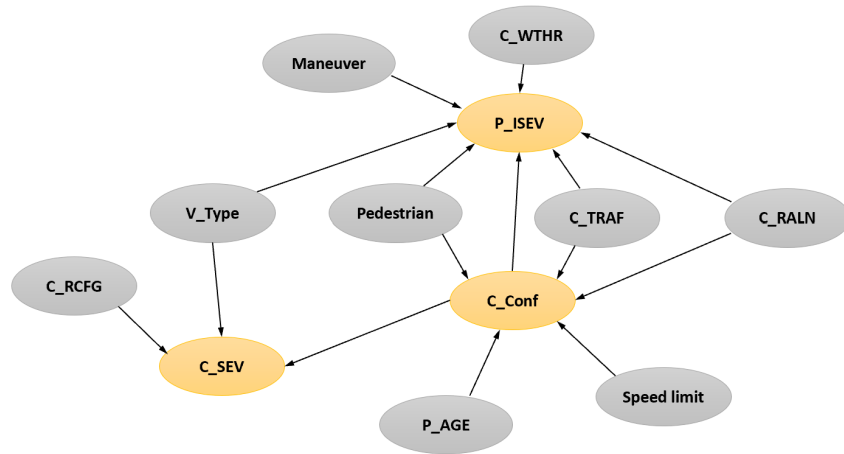 C_WTHR
Maneuver
P_ISEV
V_Type
Pedestrian
C_TRAF
C_RALN
C_RCFG
C_Conf
C_SEV
Speed limit
P_AGE